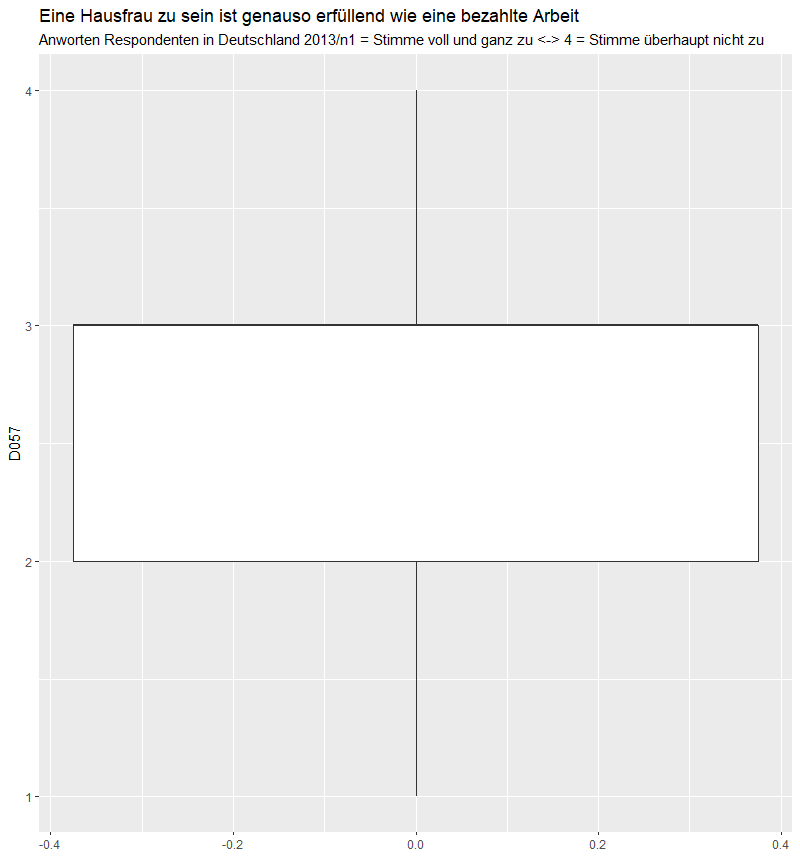 Eine Hausfrau zu sein ist genauso erfüllend wie eine bezahlte Arbeit
Anworten Respondenten in Deutschland 2013/n1 = Stimme voll und ganz zu <-> 4 = Stimme überhaupt nicht zu
4
3
D057
2
1
-0.4 -0.2 0.0 0.2 0.4